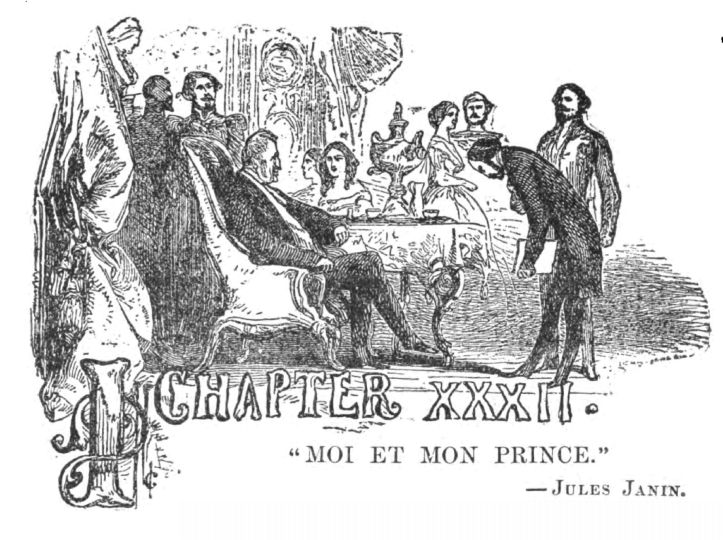 CHAPTER XXXII.
“MOI ET MON PRINCE.”
—JULES JANIN.